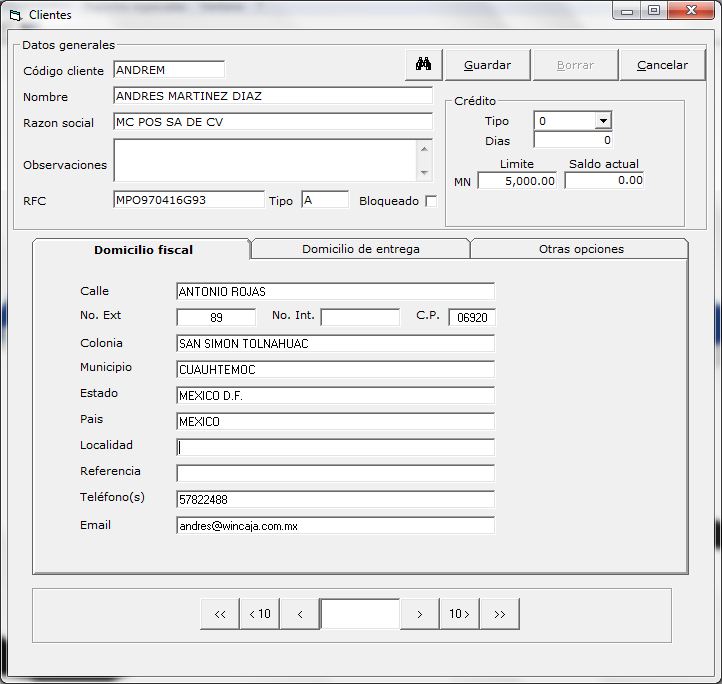 Clientes
Datos generales
Código cliente ANDREM Guardar Borrar Cancelar
Nombre ANDRES MARTINEZ DIAZ
Razon social MC POS SA DE CV
Observaciones
RFC MPO970416G93 Tipo A Bloqueado
Crédito
Tipo 0
Dias 0
Limite Saldo actual
MN 5,000.00 0.00
Domicilio fiscal Domicilio de entrega Otras opciones
Calle ANTONIO ROJAS
No. Ext 89 No. Int. C.P. 06920
Colonia SAN SIMON TOLNAHUAC
Municipio CUAUHTEMOC
Estado MEXICO D.F.
Pais MEXICO
Localidad
Referencia
Teléfono(s) 57822488
Email andres@wincaja.com.mx
<< < 10 < > 10 > >>